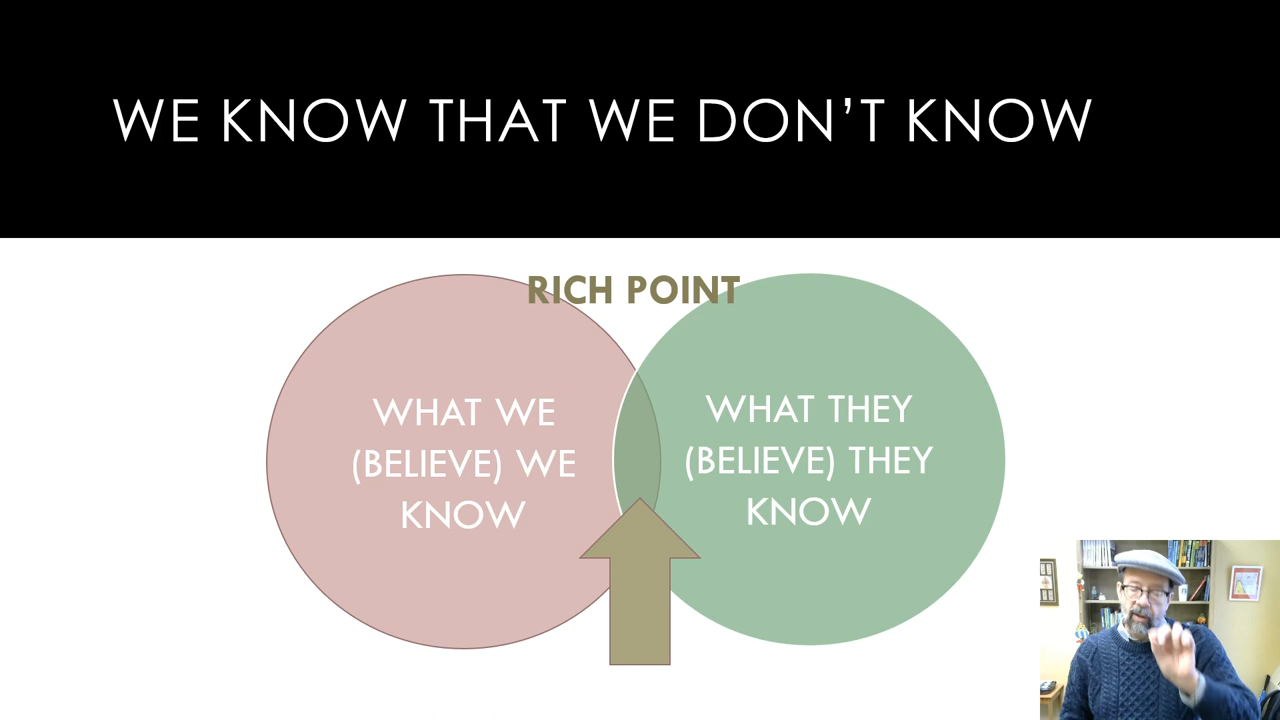 WE KNOW THAT WE DON’T KNOW
RICH POINT
WHAT WE
(BELIEVE) WE
KNOW
WHAT THEY
(BELIEVE) THEY
KNOW